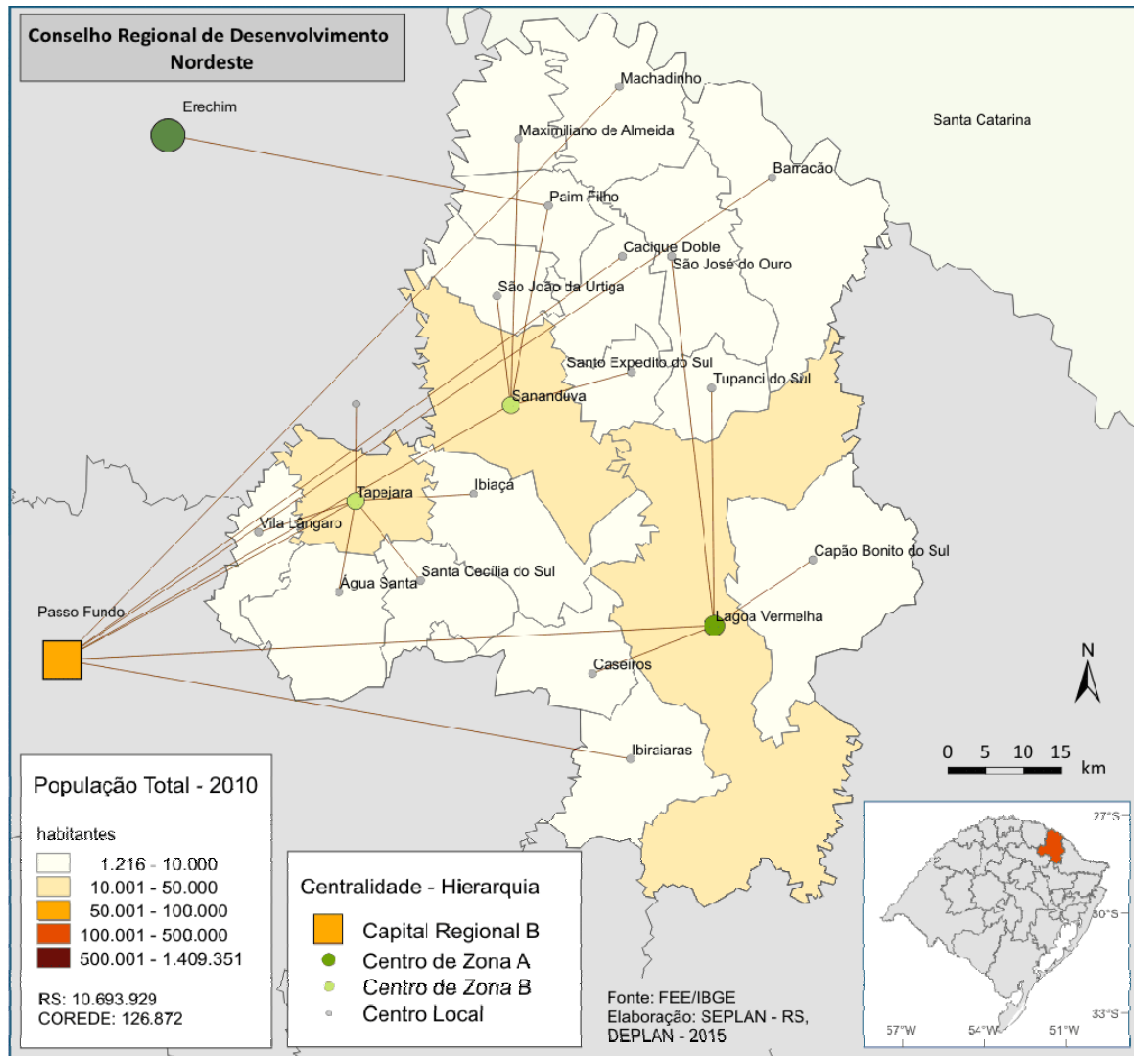 Conselho Regional de Desenvolvimento
Nordeste
Erechim
Machadinho
Maximiliano de Almeida
Santa Catarina
Barracão
Paim Filho
Cacique Doble
São José do Ouro
São João da Urtiga
Santo Expedito do Sul
Tupanci do Sul
Sananduva
Tapejara
Ibiaçá
Vila Lângaro
Capão Bonito do Sul
Santa Cecília do Sul
Água Santa
Passo Fundo
Lagoa Vermelha
Caseiros
N
Ibiraiaras
0 5 10 15
km
População Total - 2010
habitantes
1.216 - 10.000
10.001 - 50.000
50.001 - 100.000
100.001 - 500.000
500.001 - 1.409.351
RS: 10.693.929
COREDE: 126.872
Centralidade - Hierarquia
Capital Regional B
Centro de Zona A
Centro de Zona B
Centro Local
Fonte: FEE/IBGE
Elaboração: SEPLAN - RS,
DEPLAN - 2015
27°S
30°S
33°S
57°W 54°W 51°W